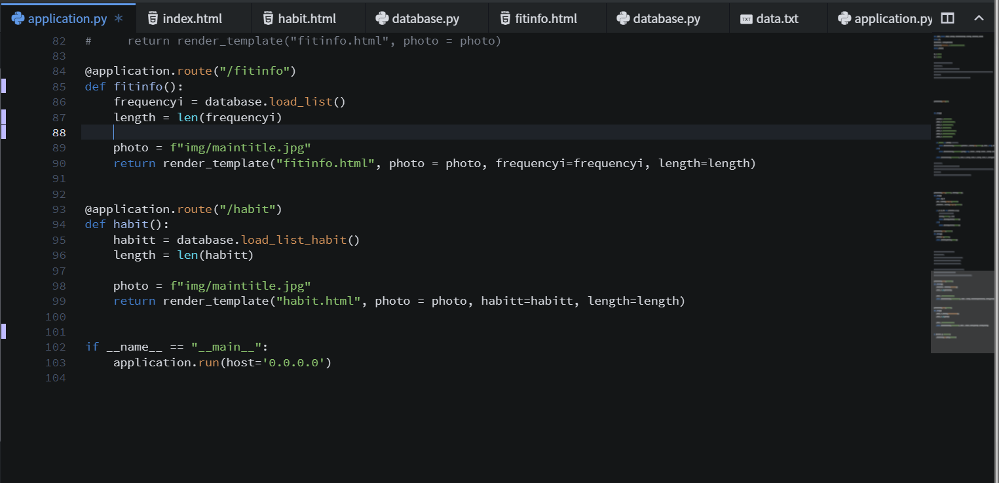 application.py *
index.html
habit.html
database.py
fitinfo.html
database.py
data.txt
application.py
82 #     return render_template("fitinfo.html", photo = photo)
83
84 @application.route("/fitinfo")
85 def fitinfo():
86     frequencyi = database.load_list()
87     length = len(frequencyi)
88
89     photo = f"img/maintitle.jpg"
90     return render_template("fitinfo.html", photo = photo, frequencyi=frequencyi, length=length)
91
92
93 @application.route("/habit")
94 def habit():
95     habitt = database.load_list_habit()
96     length = len(habitt)
97
98     photo = f"img/maintitle.jpg"
99     return render_template("habit.html", photo = photo, habitt=habitt, length=length)
100
101
102 if __name__ == "__main__":
103     application.run(host='0.0.0.0')
104